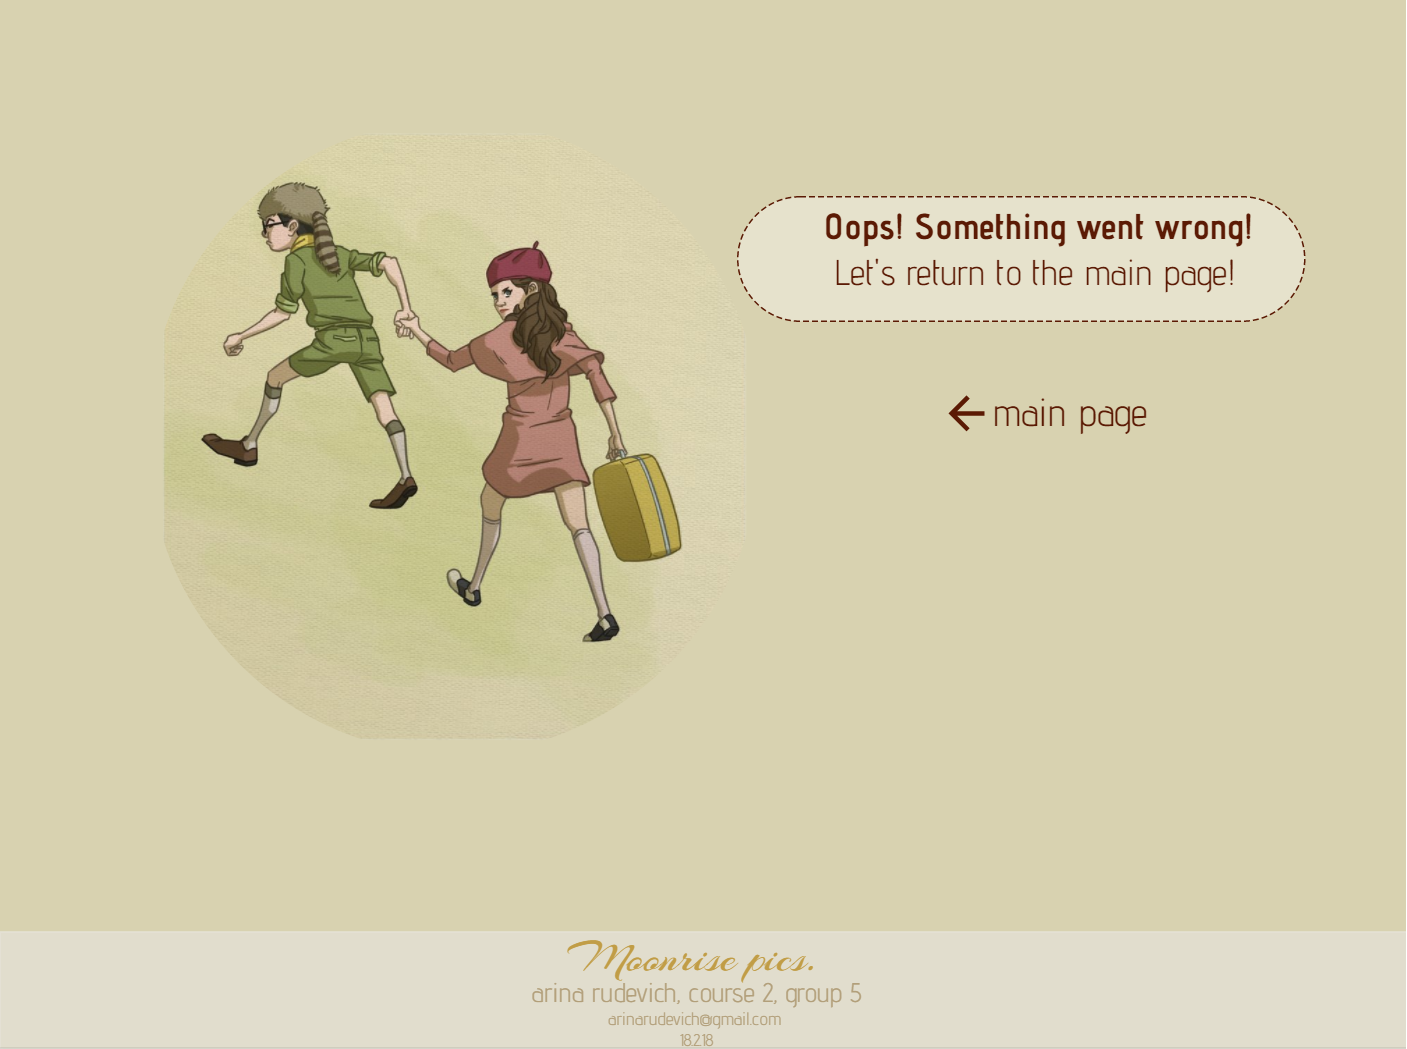 Oops! Something went wrong!
Let's return to the main page!
main page
Moonrise pics.
arina rudevich, course 2, group 5
arinarudevich@gmail.com
18.2.18